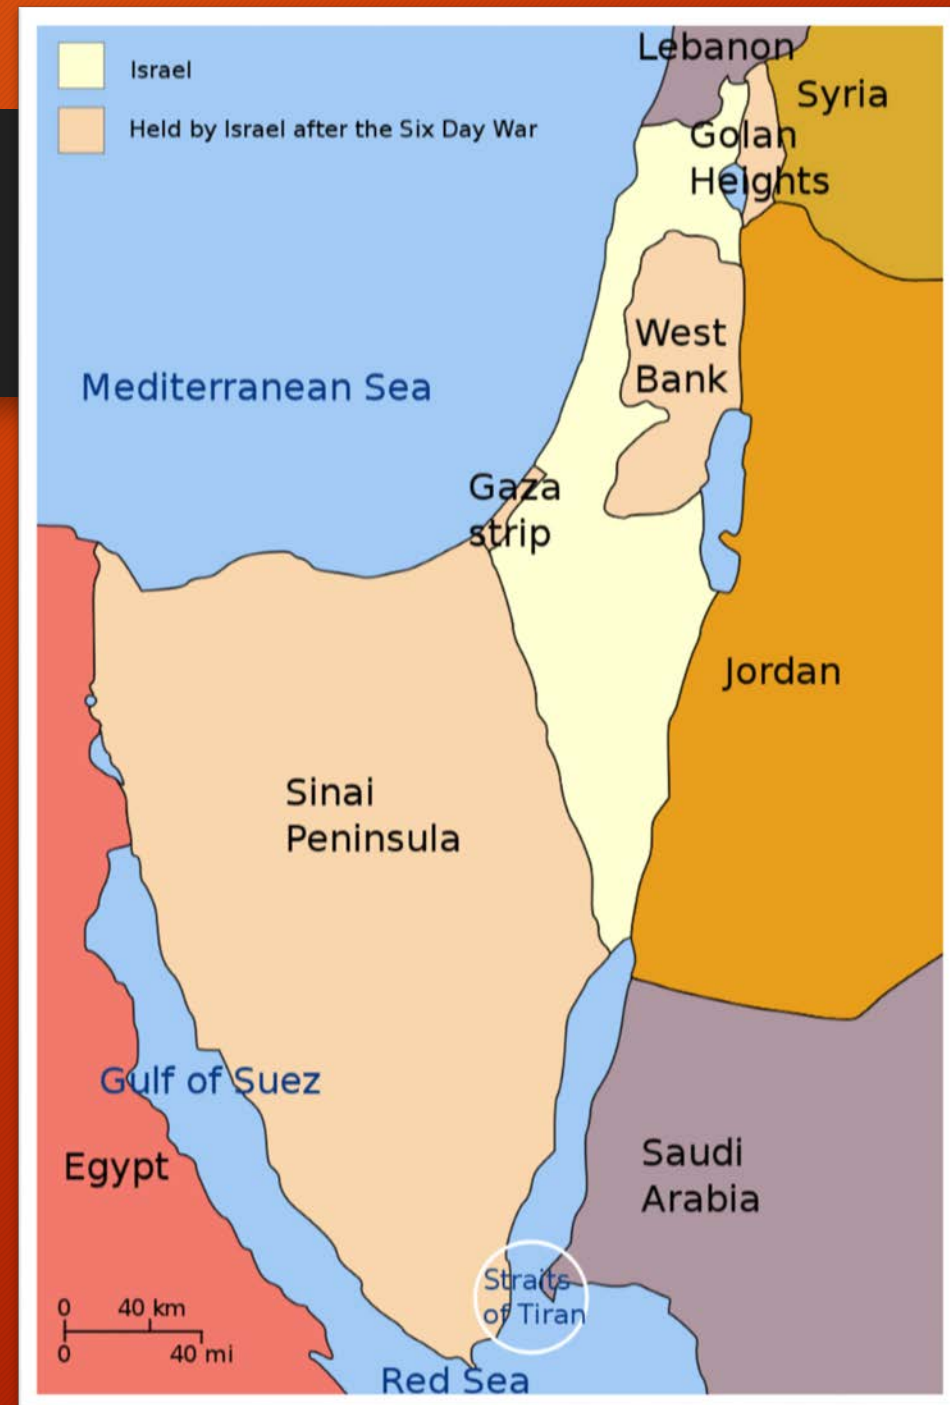 Israel
Held by Israel after the Six Day War
Lebanon
Syria
Golan
Heights
West
Bank
Mediterranean Sea
Gaza
strip
Jordan
Sinai
Peninsula
Gulf of Suez
Egypt
Saudi
Arabia
Straits
of Tiran
0 40 km
0 40 mi
Red Sea